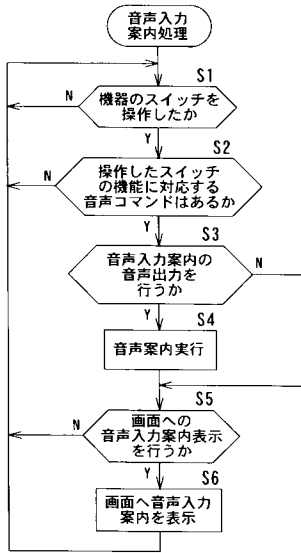 音声入力
案内処理
S1
機器のスイッチを
操作したか
N
Y
S2
操作したスイッチ
の機能に対応する
音声コマンドはあるか
N
Y
S3
音声入力案内の
音声出力を
行うか
N
Y
S4
音声案内実行
S5
画面への
音声入力案内表示
を行うか
N
Y
S6
画面へ音声入力
案内を表示